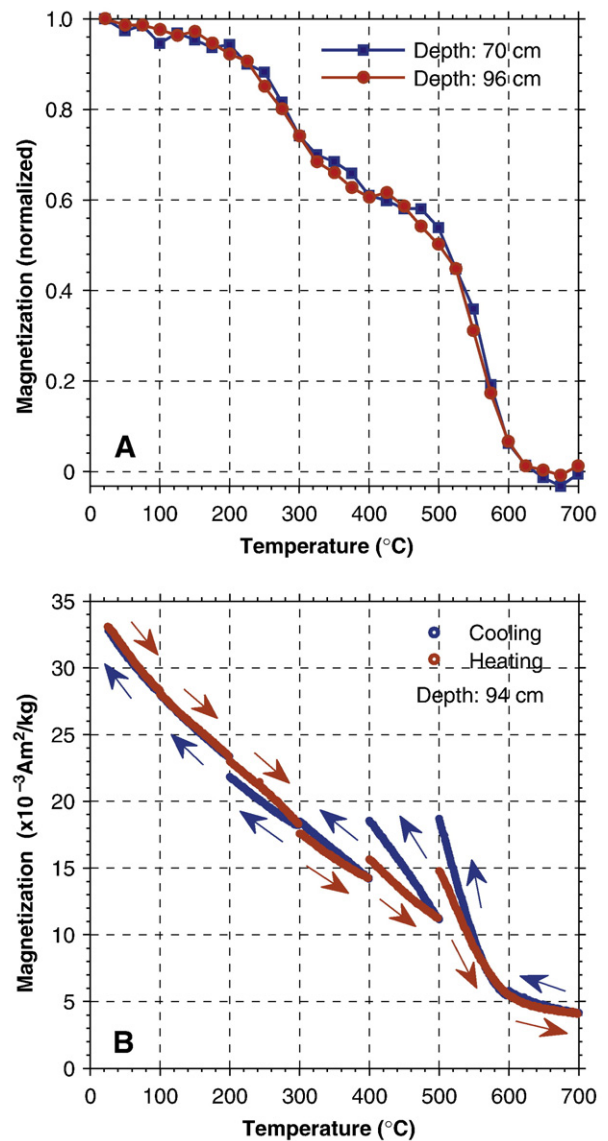 1.0
0.8
0.6
0.4
0.2
0
Magnetization (normalized)
Depth: 70 cm
Depth: 96 cm
A
0 100 200 300 400 500 600 700
Temperature (°C)
35
30
25
20
15
10
5
0
Magnetization (x10⁻³Am²/kg)
Cooling
Heating
Depth: 94 cm
B
0 100 200 300 400 500 600 700
Temperature (°C)